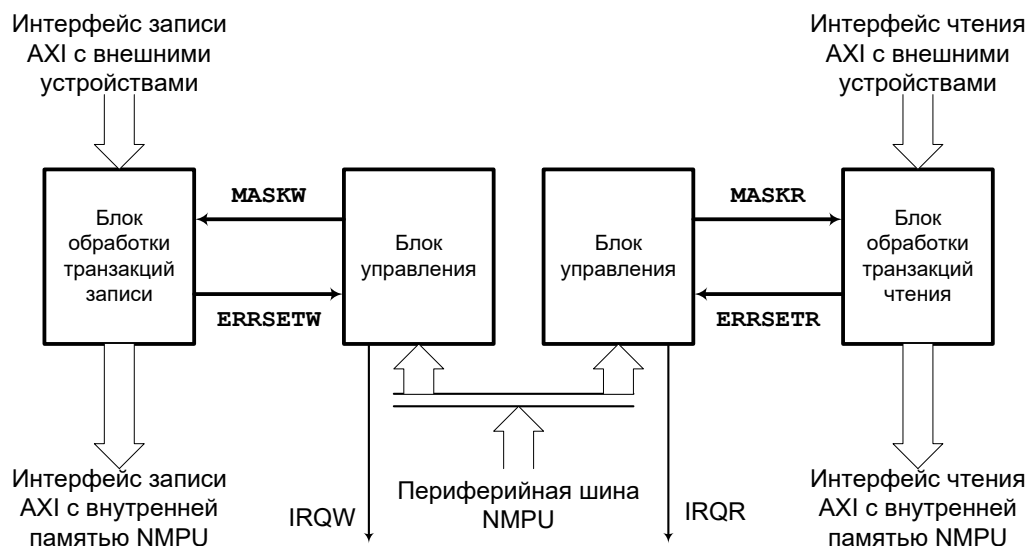 Интерфейс записи
AXI с внешними
устройствами
Интерфейс чтения
AXI с внешними
устройствами
Блок
обработки
транзакций
записи
MASKW
ERRSETW
Блок
управления
Блок
управления
MASKR
ERRSETR
Блок
обработки
транзакций
чтения
Интерфейс записи
AXI с внутренней
памятью NMPU
IRQW
Периферийная шина
NMPU
IRQR
Интерфейс чтения
AXI с внутренней
памятью NMPU